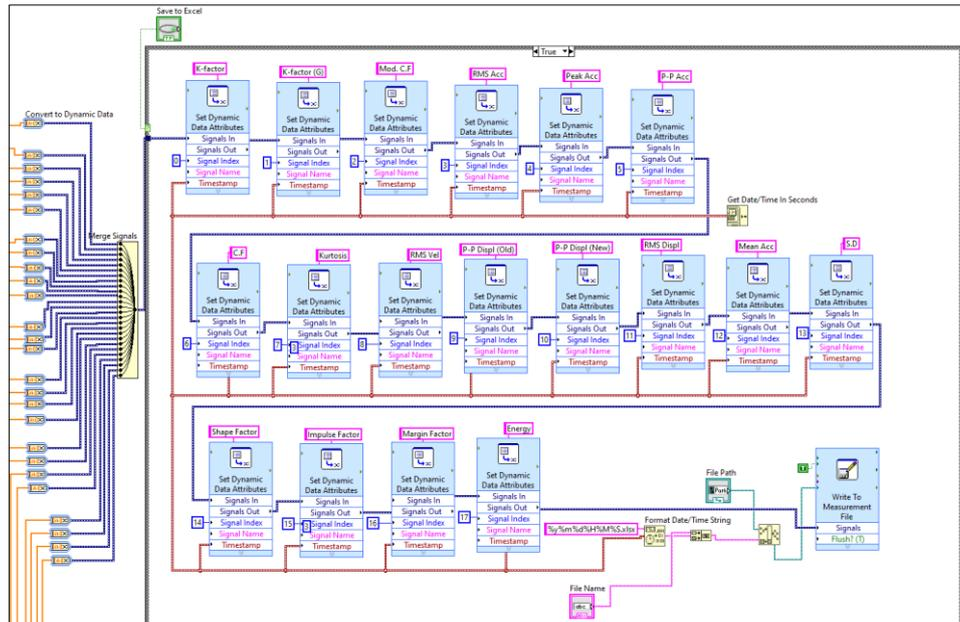 Save to Excel
TF
True
K-factor
K-factor (G)
Mod. C.F
RMS Acc
Peak Acc
P-P Acc
Set Dynamic
Data Attributes
Signals In
Signals Out
0 Signal Index
Signal Name
Timestamp
Set Dynamic
Data Attributes
Signals In
Signals Out
1 Signal Index
Signal Name
Timestamp
Set Dynamic
Data Attributes
Signals In
Signals Out
2 Signal Index
Signal Name
Timestamp
Set Dynamic
Data Attributes
Signals In
Signals Out
3 Signal Index
Signal Name
Timestamp
Set Dynamic
Data Attributes
Signals In
Signals Out
4 Signal Index
Signal Name
Timestamp
Set Dynamic
Data Attributes
Signals In
Signals Out
5 Signal Index
Signal Name
Timestamp
Convert to Dynamic Data
Merge Signals
Get Date/Time In Seconds
C.F
Kurtosis
RMS Vel
P-P Displ (Old)
P-P Displ (New)
RMS Displ
Mean Acc
S.D
Set Dynamic
Data Attributes
Signals In
Signals Out
6 Signal Index
Signal Name
Timestamp
Set Dynamic
Data Attributes
Signals In
Signals Out
7 Signal Index
Signal Name
Timestamp
Set Dynamic
Data Attributes
Signals In
Signals Out
8 Signal Index
Signal Name
Timestamp
Set Dynamic
Data Attributes
Signals In
Signals Out
9 Signal Index
Signal Name
Timestamp
Set Dynamic
Data Attributes
Signals In
Signals Out
10 Signal Index
Signal Name
Timestamp
Set Dynamic
Data Attributes
Signals In
Signals Out
11 Signal Index
Signal Name
Timestamp
Set Dynamic
Data Attributes
Signals In
Signals Out
12 Signal Index
Signal Name
Timestamp
Set Dynamic
Data Attributes
Signals In
Signals Out
13 Signal Index
Signal Name
Timestamp
Shape Factor
Impulse Factor
Margin Factor
Energy
Set Dynamic
Data Attributes
Signals In
Signals Out
14 Signal Index
Signal Name
Timestamp
Set Dynamic
Data Attributes
Signals In
Signals Out
15 Signal Index
Signal Name
Timestamp
Set Dynamic
Data Attributes
Signals In
Signals Out
16 Signal Index
Signal Name
Timestamp
Set Dynamic
Data Attributes
Signals In
Signals Out
17 Signal Index
Signal Name
Timestamp
File Path
Path
%y%m%d%H%M%S.xlsx
Format Date/Time String
File Name
abc
T
Write To
Measurement
File
Signals
Flush? (T)